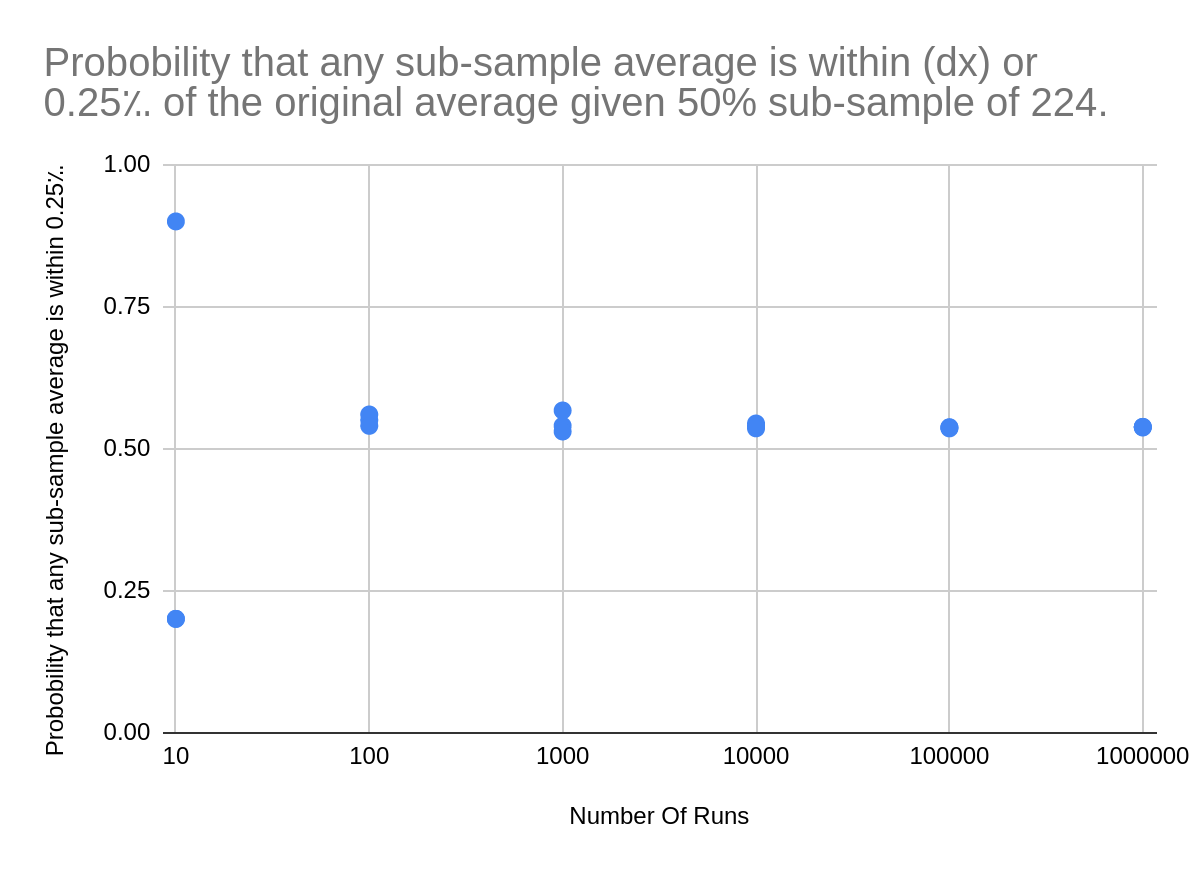 Probobility that any sub-sample average is within (dx) or
0.25٪. of the original average given 50% sub-sample of 224.
Probobility that any sub-sample average is within 0.25٪.
1.00
0.75
0.50
0.25
0.00
10 100 1000 10000 100000 1000000
Number Of Runs